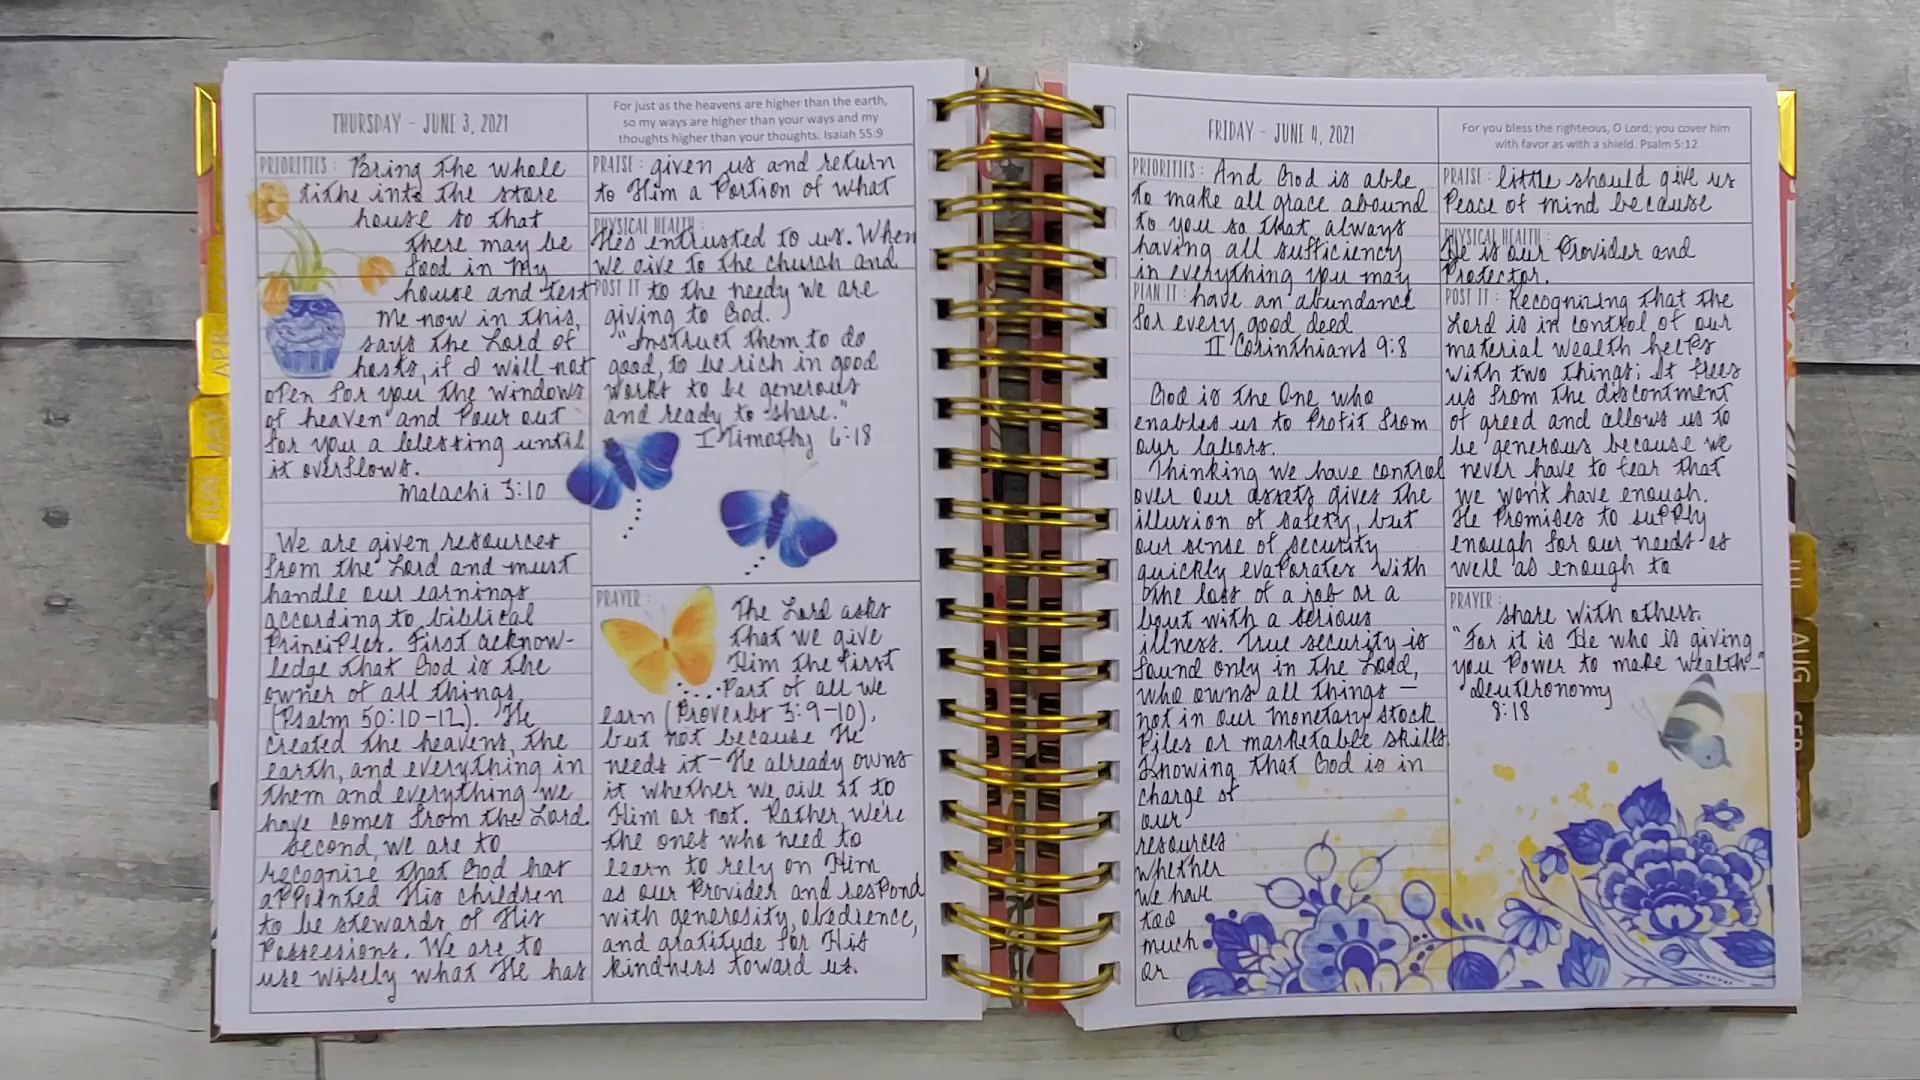 THURSDAY - JUNE 3, 2021
For just as the heavens are higher than the earth,
so my ways are higher than your ways and my
thoughts higher than your thoughts. Isaiah 55:9
PRIORITIES: Bring the whole
tithe into the store
house so that
there may be
food in my
house and test
me now in this,
says the Lord of
hosts, if I will not
open for you the windows
of heaven and pour out
for you a blessing until
it overflows.
Malachi 3:10
We are given resources
from the Lord and must
handle our earnings
according to biblical
principles. First acknow-
ledge that God is the
owner of all things
(Psalm 50:10-12). He
created the heavens, the
earth, and everything in
them and everything we
have comes from the Lord.
Second, we are to
recognize that God has
appointed His children
to be stewards of His
possessions. We are to
use wisely what He has
PRAISE: given us and return
to Him a portion of what
PHYSICAL HEALTH:
He's entrusted to us. When
we give to the church and
POST IT to the needy we are
giving to God.
"Instruct them to do
good, to be rich in good
works to be generous
and ready to share."
I Timothy 6:18
PRAYER:
The Lord asks
that we give
Him the first
part of all we
earn (Proverbs 3:9-10),
but not because He
needs it - He already owns
it whether we give it to
Him or not. Rather, we're
the ones who need to
learn to rely on Him
as our Provider and respond
with generosity, obedience,
and gratitude for His
kindness toward us.
FRIDAY - JUNE 4, 2021
For you bless the righteous, O Lord; you cover him
with favor as with a shield. Psalm 5:12
PRIORITIES: And God is able
to make all grace abound
to you so that always
having all sufficiency
in everything you may
PLAN IT: have an abundance
for every good deed
II Corinthians 9:8
God is the One who
enables us to profit from
our labors.
Thinking we have control
over our assets gives the
illusion of safety, but
our sense of security
quickly evaporates with
the loss of a job or a
bout with a serious
illness. True security is
found only in the Lord,
who owns all things -
not in our monetary stock
piles or marketable skills.
Knowing that God is in
charge of
our
resources
whether
we have
too
much
or
PRAISE: little should give us
peace of mind because
PHYSICAL HEALTH:
He is our Provider and
Protector.
POST IT: Recognizing that the
Lord is in control of our
material wealth helps
with two things; it frees
us from the discontment
of greed and allows us to
be generous because we
never have to fear that
we won't have enough.
He promises to supply
enough for our needs as
well as enough to
PRAYER:
share with others.
"For it is He who is giving
you power to make wealth..."
Deuteronomy
8:18
APR
MAY
JUN
JUL
AUG
SEP